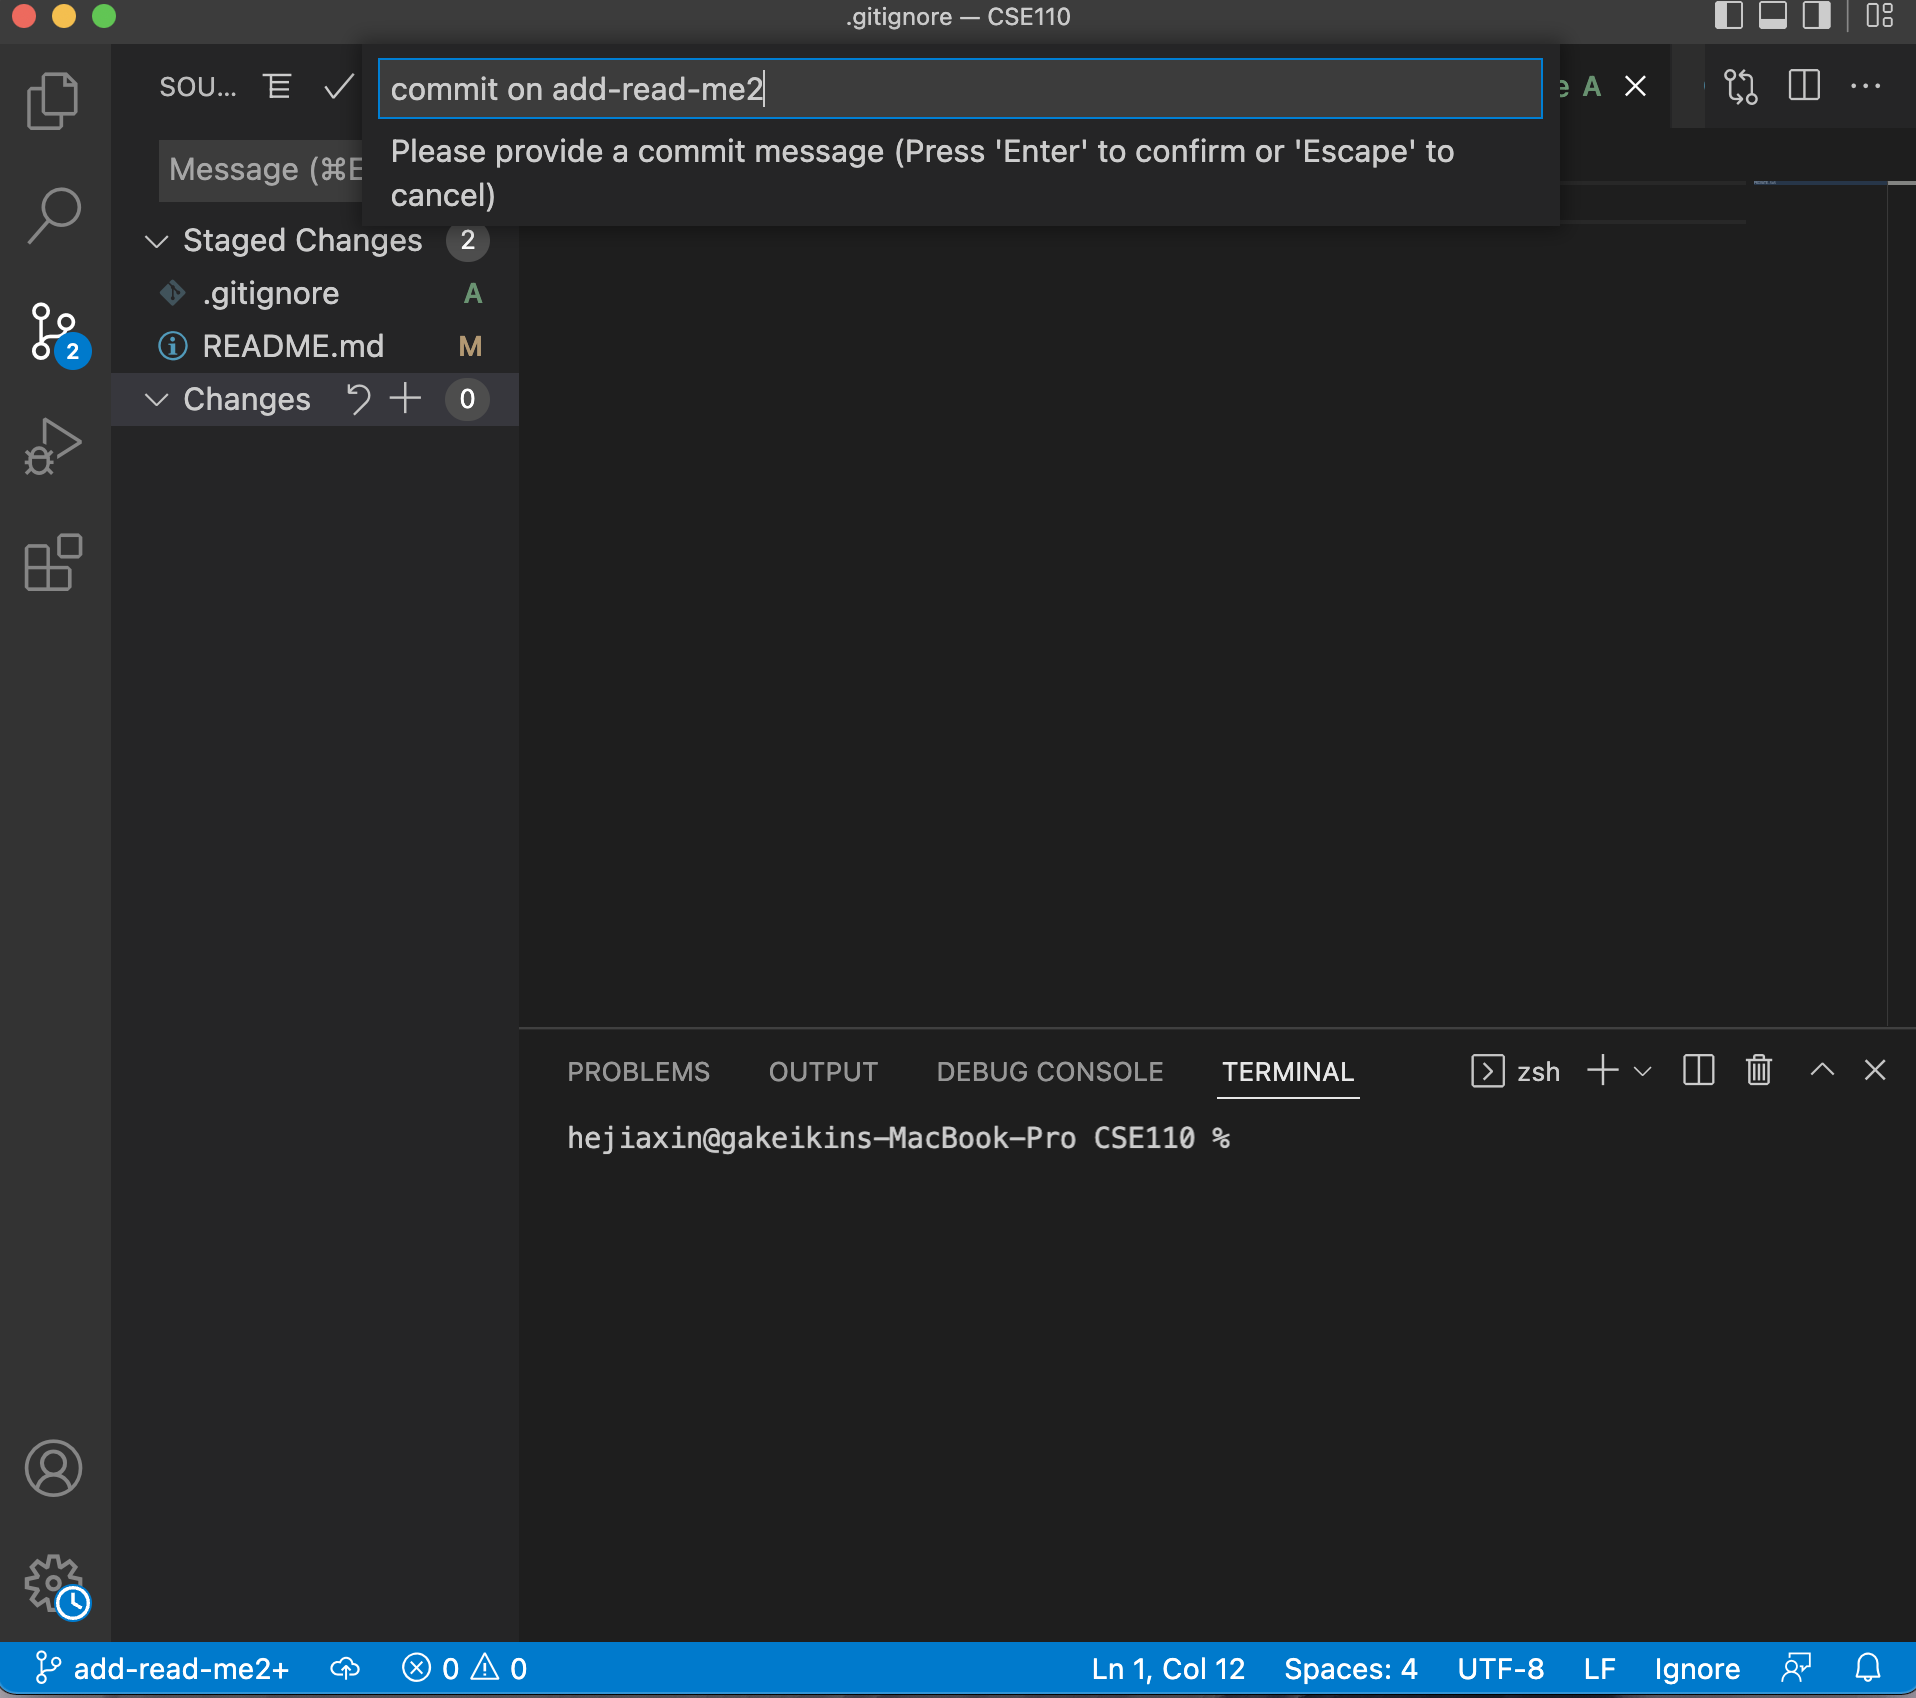 .gitignore — CSE110
SOU...
commit on add-read-me2
e A
Please provide a commit message (Press 'Enter' to confirm or 'Escape' to
cancel)
Message (⌘E
Staged Changes 2
.gitignore A
README.md M
2
Changes 0
PROBLEMS OUTPUT DEBUG CONSOLE TERMINAL zsh
hejiaxin@gakeikins-MacBook-Pro CSE110 %
add-read-me2+ 0 0 Ln 1, Col 12 Spaces: 4 UTF-8 LF Ignore